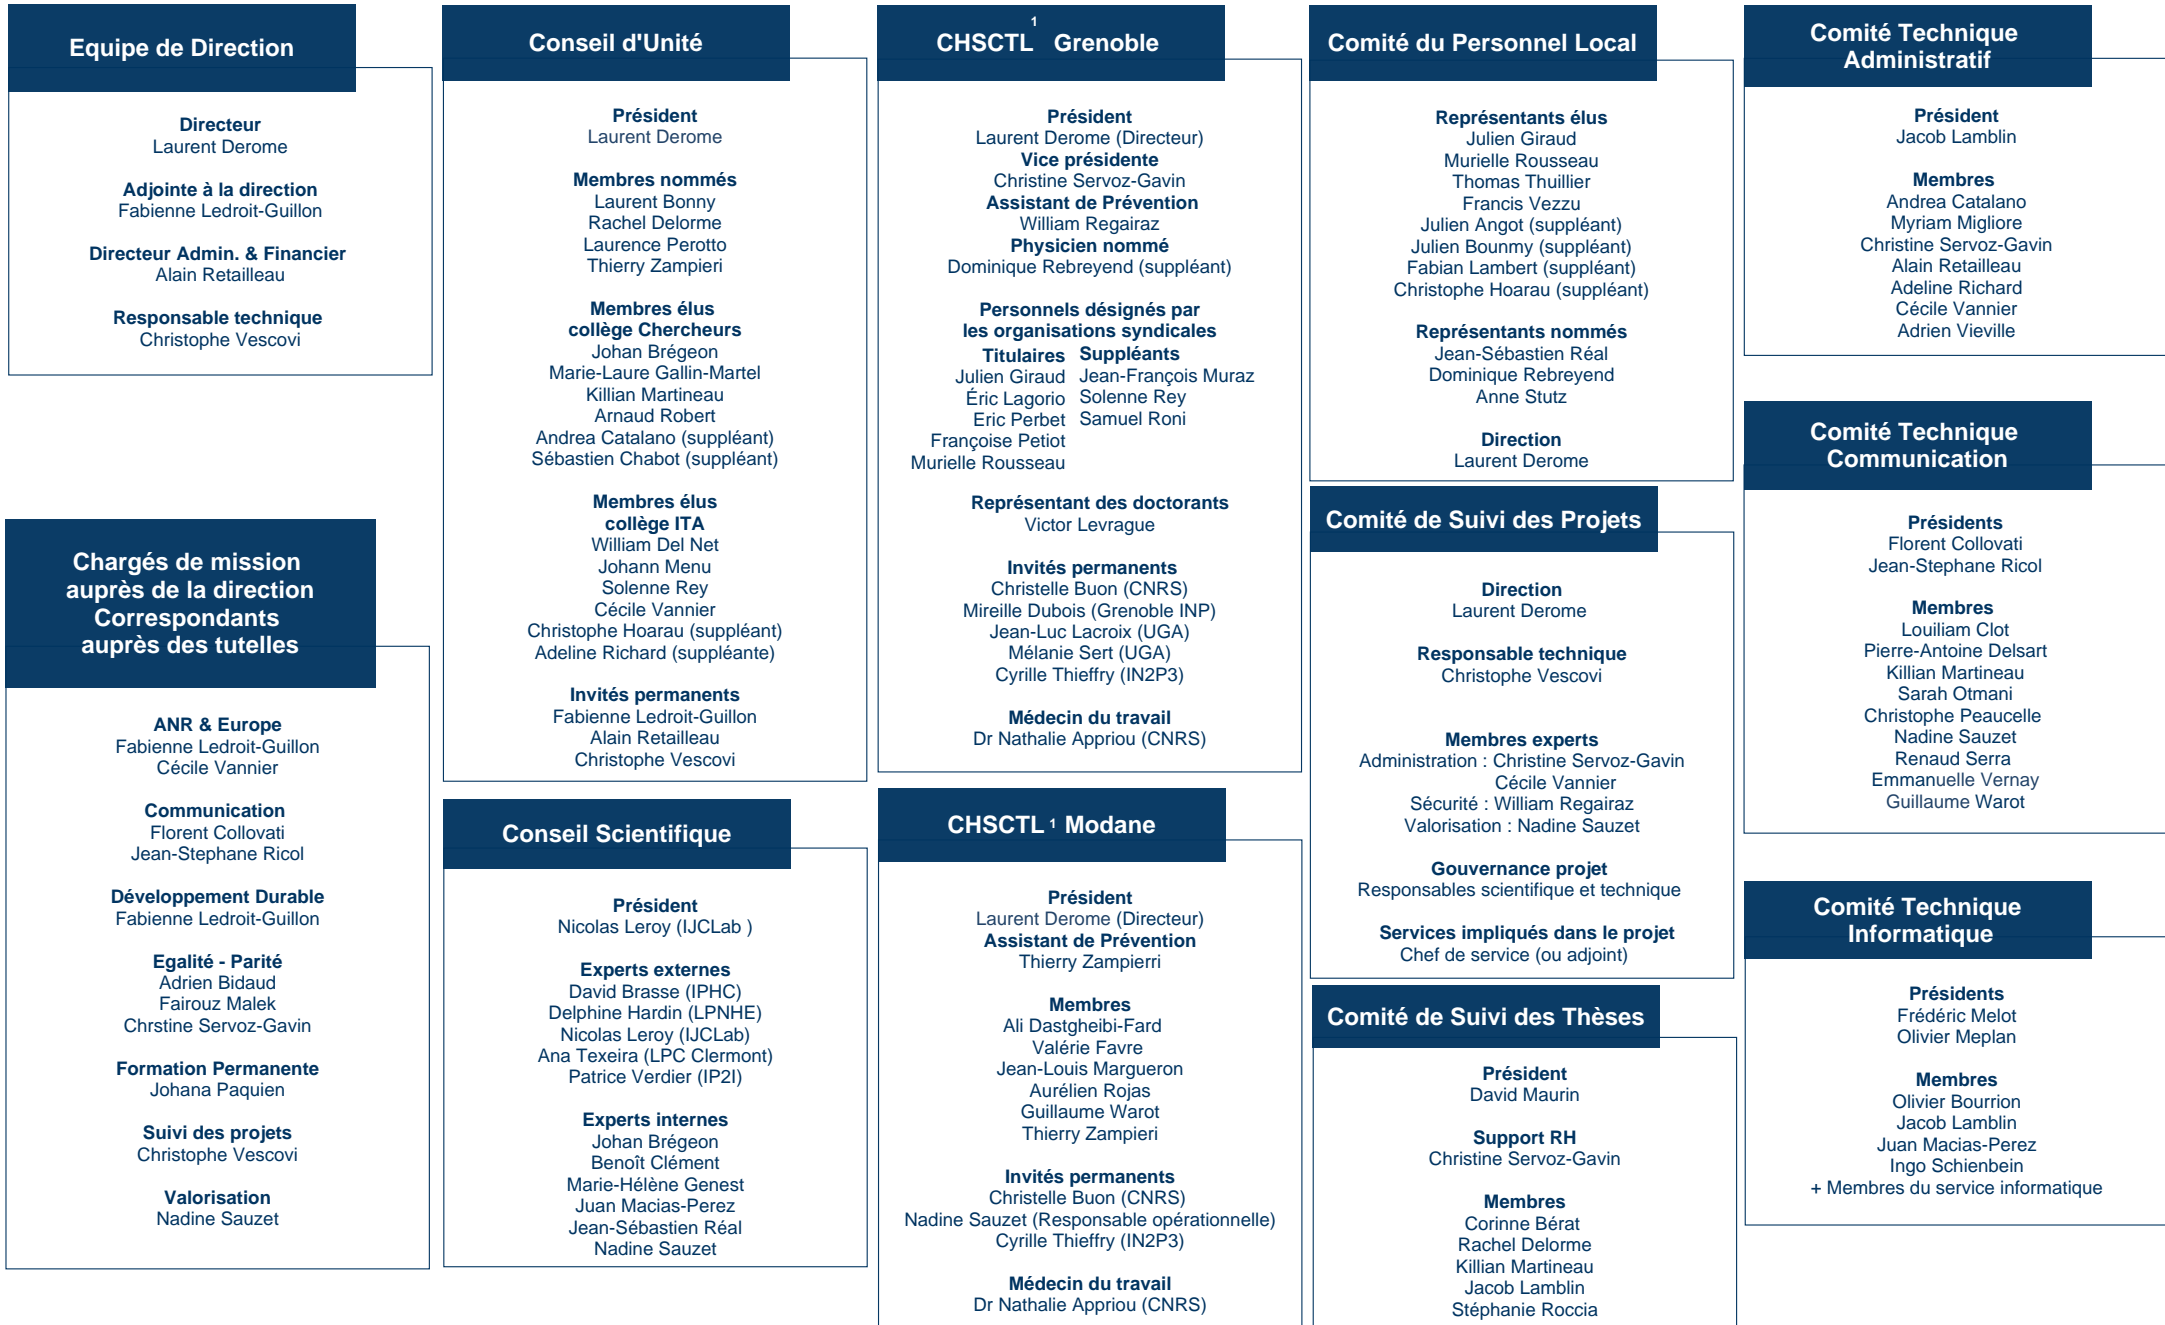 Equipe de Direction
Directeur
Laurent Derome
Adjointe à la direction
Fabienne Ledroit-Guillon
Directeur Admin. & Financier
Alain Retailleau
Responsable technique
Christophe Vescovi
Chargés de mission
auprès de la direction
Correspondants
auprès des tutelles
ANR & Europe
Fabienne Ledroit-Guillon
Cécile Vannier
Communication
Florent Collovati
Jean-Stephane Ricol
Développement Durable
Fabienne Ledroit-Guillon
Egalité - Parité
Adrien Bidaud
Fairouz Malek
Chrstine Servoz-Gavin
Formation Permanente
Johana Paquien
Suivi des projets
Christophe Vescovi
Valorisation
Nadine Sauzet
Conseil d'Unité
Président
Laurent Derome
Membres nommés
Laurent Bonny
Rachel Delorme
Laurence Perotto
Thierry Zampieri
Membres élus
collège Chercheurs
Johan Brégeon
Marie-Laure Gallin-Martel
Killian Martineau
Arnaud Robert
Andrea Catalano (suppléant)
Sébastien Chabot (suppléant)
Membres élus
collège ITA
William Del Net
Johann Menu
Solenne Rey
Cécile Vannier
Christophe Hoarau (suppléant)
Adeline Richard (suppléante)
Invités permanents
Fabienne Ledroit-Guillon
Alain Retailleau
Christophe Vescovi
Conseil Scientifique
Président
Nicolas Leroy (IJCLab )
Experts externes
David Brasse (IPHC)
Delphine Hardin (LPNHE)
Nicolas Leroy (IJCLab)
Ana Texeira (LPC Clermont)
Patrice Verdier (IP2I)
Experts internes
Johan Brégeon
Benoît Clément
Marie-Hélène Genest
Juan Macias-Perez
Jean-Sébastien Réal
Nadine Sauzet
CHSCTL 1 Grenoble
Président
Laurent Derome (Directeur)
Vice présidente
Christine Servoz-Gavin
Assistant de Prévention
William Regairaz
Physicien nommé
Dominique Rebreyend (suppléant)
Personnels désignés par
les organisations syndicales
Titulaires Suppléants
Julien Giraud Jean-François Muraz
Éric Lagorio Solenne Rey
Eric Perbet Samuel Roni
Françoise Petiot
Murielle Rousseau
Représentant des doctorants
Victor Levrague
Invités permanents
Christelle Buon (CNRS)
Mireille Dubois (Grenoble INP)
Jean-Luc Lacroix (UGA)
Mélanie Sert (UGA)
Cyrille Thieffry (IN2P3)
Médecin du travail
Dr Nathalie Appriou (CNRS)
CHSCTL 1 Modane
Président
Laurent Derome (Directeur)
Assistant de Prévention
Thierry Zampierri
Membres
Ali Dastgheibi-Fard
Valérie Favre
Jean-Louis Margueron
Aurélien Rojas
Guillaume Warot
Thierry Zampieri
Invités permanents
Christelle Buon (CNRS)
Nadine Sauzet (Responsable opérationnelle)
Cyrille Thieffry (IN2P3)
Médecin du travail
Dr Nathalie Appriou (CNRS)
Comité du Personnel Local
Représentants élus
Julien Giraud
Murielle Rousseau
Thomas Thuillier
Francis Vezzu
Julien Angot (suppléant)
Julien Bounmy (suppléant)
Fabian Lambert (suppléant)
Christophe Hoarau (suppléant)
Représentants nommés
Jean-Sébastien Réal
Dominique Rebreyend
Anne Stutz
Direction
Laurent Derome
Comité de Suivi des Projets
Direction
Laurent Derome
Responsable technique
Christophe Vescovi
Membres experts
Administration : Christine Servoz-Gavin
Cécile Vannier
Sécurité : William Regairaz
Valorisation : Nadine Sauzet
Gouvernance projet
Responsables scientifique et technique
Services impliqués dans le projet
Chef de service (ou adjoint)
Comité de Suivi des Thèses
Président
David Maurin
Support RH
Christine Servoz-Gavin
Membres
Corinne Bérat
Rachel Delorme
Killian Martineau
Jacob Lamblin
Stéphanie Roccia
Comité Technique
Administratif
Président
Jacob Lamblin
Membres
Andrea Catalano
Myriam Migliore
Christine Servoz-Gavin
Alain Retailleau
Adeline Richard
Cécile Vannier
Adrien Vieville
Comité Technique
Communication
Présidents
Florent Collovati
Jean-Stephane Ricol
Membres
Louiliam Clot
Pierre-Antoine Delsart
Killian Martineau
Sarah Otmani
Christophe Peaucelle
Nadine Sauzet
Renaud Serra
Emmanuelle Vernay
Guillaume Warot
Comité Technique
Informatique
Présidents
Frédéric Melot
Olivier Meplan
Membres
Olivier Bourrion
Jacob Lamblin
Juan Macias-Perez
Ingo Schienbein
+ Membres du service informatique